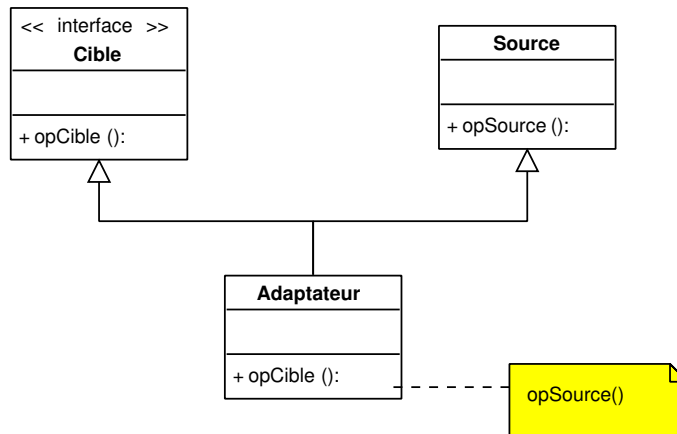 << interface >>
Cible
+ opCible ():
Source
+ opSource ():
Adaptateur
+ opCible ():
opSource()